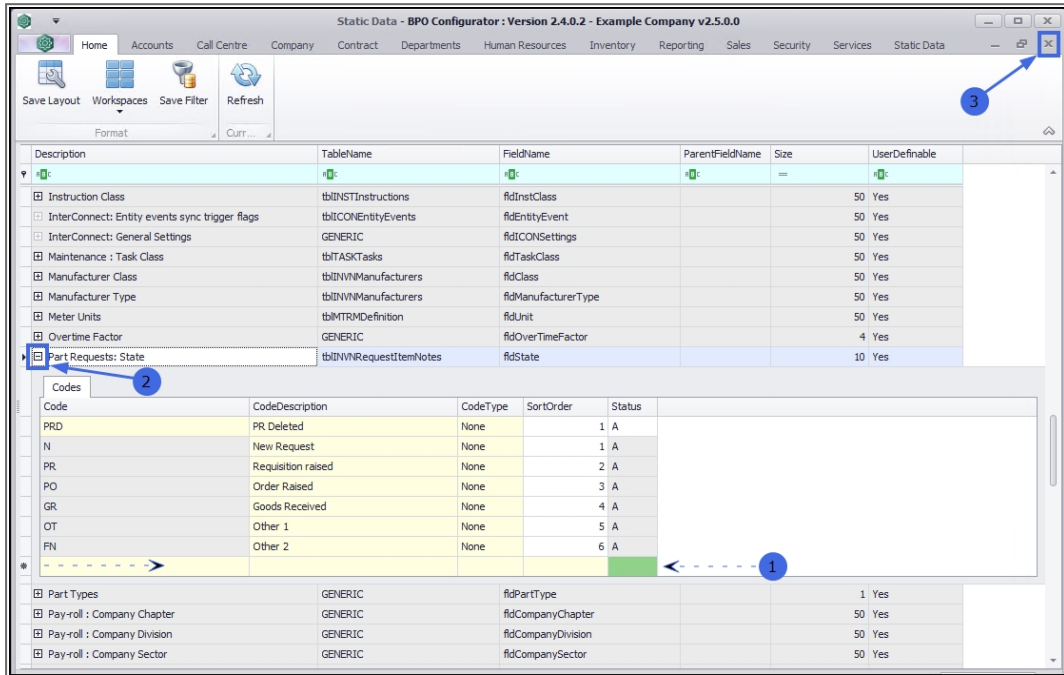 Static Data - BPO Configurator : Version 2.4.0.2 - Example Company v2.5.0.0
Home Accounts Call Centre Company Contract Departments Human Resources Inventory Reporting Sales Security Services Static Data
3
Save Layout Workspaces Save Filter Refresh
Format Curr...
Description TableName FieldName ParentFieldName Size UserDefinable
=
Instruction Class tblINSTInstructions fldInstClass 50 Yes
InterConnect: Entity events sync trigger flags tblICONEntityEvents fldEntityEvent 50 Yes
InterConnect: General Settings GENERIC fldICONSettings 50 Yes
Maintenance : Task Class tblTASKTasks fldTaskClass 50 Yes
Manufacturer Class tblINVNManufacturers fldClass 50 Yes
Manufacturer Type tblINVNManufacturers fldManufacturerType 50 Yes
Meter Units tblMTRMDefinition fldUnit 50 Yes
Overtime Factor GENERIC fldOverTimeFactor 4 Yes
Part Requests: State tblINVNRequestItemNotes fldState 10 Yes
2
Codes
Code CodeDescription CodeType SortOrder Status
PRD PR Deleted None 1 A
N New Request None 1 A
PR Requisition raised None 2 A
PO Order Raised None 3 A
GR Goods Received None 4 A
OT Other 1 None 5 A
FN Other 2 None 6 A
1
Part Types GENERIC fldPartType 1 Yes
Pay-roll : Company Chapter GENERIC fldCompanyChapter 50 Yes
Pay-roll : Company Division GENERIC fldCompanyDivision 50 Yes
Pay-roll : Company Sector GENERIC fldCompanySector 50 Yes